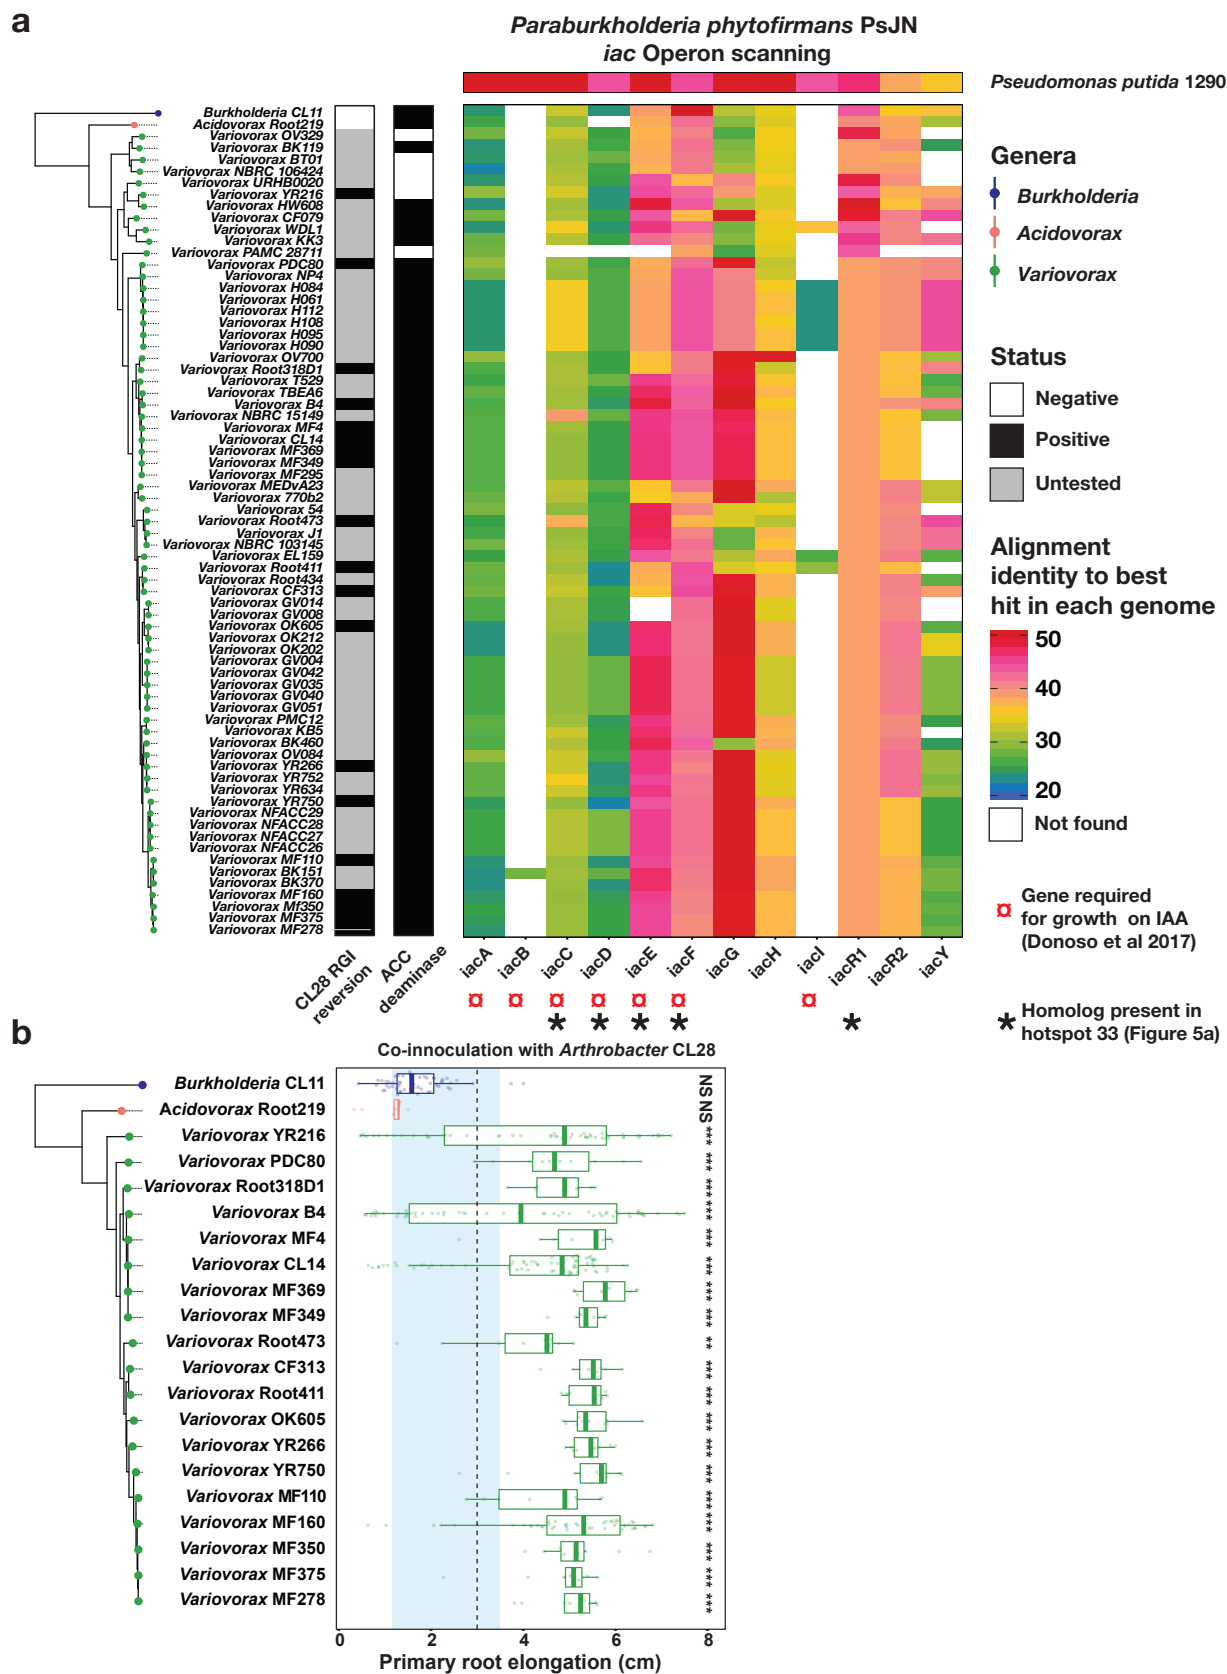 a
Paraburkholderia phytofirmans PsJN
iac Operon scanning
Pseudomonas putida 1290
Burkholderia CL11
Acidovorax Root219
Variovorax OV329
Variovorax BK119
Variovorax BT01
Variovorax NBRC 106424
Variovorax URHB0020
Variovorax YR216
Variovorax HW608
Variovorax CF079
Variovorax WDL1
Variovorax KK3
Variovorax PAMC 28711
Variovorax PDC80
Variovorax NP4
Variovorax H084
Variovorax H061
Variovorax H112
Variovorax H108
Variovorax H095
Variovorax H090
Variovorax OV700
Variovorax Root318D1
Variovorax T529
Variovorax TBEA6
Variovorax B4
Variovorax NBRC 15149
Variovorax MF4
Variovorax CL14
Variovorax MF369
Variovorax MF349
Variovorax MF295
Variovorax MEDvA23
Variovorax 770b2
Variovorax 54
Variovorax Root473
Variovorax J1
Variovorax NBRC 103145
Variovorax EL159
Variovorax Root411
Variovorax Root434
Variovorax CF313
Variovorax GV014
Variovorax GV008
Variovorax OK605
Variovorax OK212
Variovorax OK202
Variovorax GV004
Variovorax GV042
Variovorax GV035
Variovorax GV040
Variovorax GV051
Variovorax PMC12
Variovorax KB5
Variovorax BK460
Variovorax OV084
Variovorax YR266
Variovorax YR752
Variovorax YR634
Variovorax YR750
Variovorax NFACC29
Variovorax NFACC28
Variovorax NFACC27
Variovorax NFACC26
Variovorax MF110
Variovorax BK151
Variovorax BK370
Variovorax MF160
Variovorax Mf350
Variovorax MF375
Variovorax MF278
CL28 RGI
reversion
ACC
deaminase
iacA
iacB
iacC
iacD
iacE
iacF
iacG
iacH
iacI
iacR1
iacR2
iacY
¤ ¤ ¤ ¤ ¤ ¤ ¤
* * * * *
Genera
Burkholderia
Acidovorax
Variovorax
Status
Negative
Positive
Untested
Alignment
identity to best
hit in each genome
50
40
30
20
Not found
¤ Gene required
for growth on IAA
(Donoso et al 2017)
* Homolog present in
hotspot 33 (Figure 5a)
b
Co-innoculation with Arthrobacter CL28
Burkholderia CL11 NS
Acidovorax Root219 NS
Variovorax YR216 ***
Variovorax PDC80 ***
Variovorax Root318D1 ***
Variovorax B4 ***
Variovorax MF4 ***
Variovorax CL14 ***
Variovorax MF369 ***
Variovorax MF349 ***
Variovorax Root473 **
Variovorax CF313 ***
Variovorax Root411 ***
Variovorax OK605 ***
Variovorax YR266 ***
Variovorax YR750 ***
Variovorax MF110 ***
Variovorax MF160 ***
Variovorax MF350 ***
Variovorax MF375 ***
Variovorax MF278 ***
0 2 4 6 8
Primary root elongation (cm)